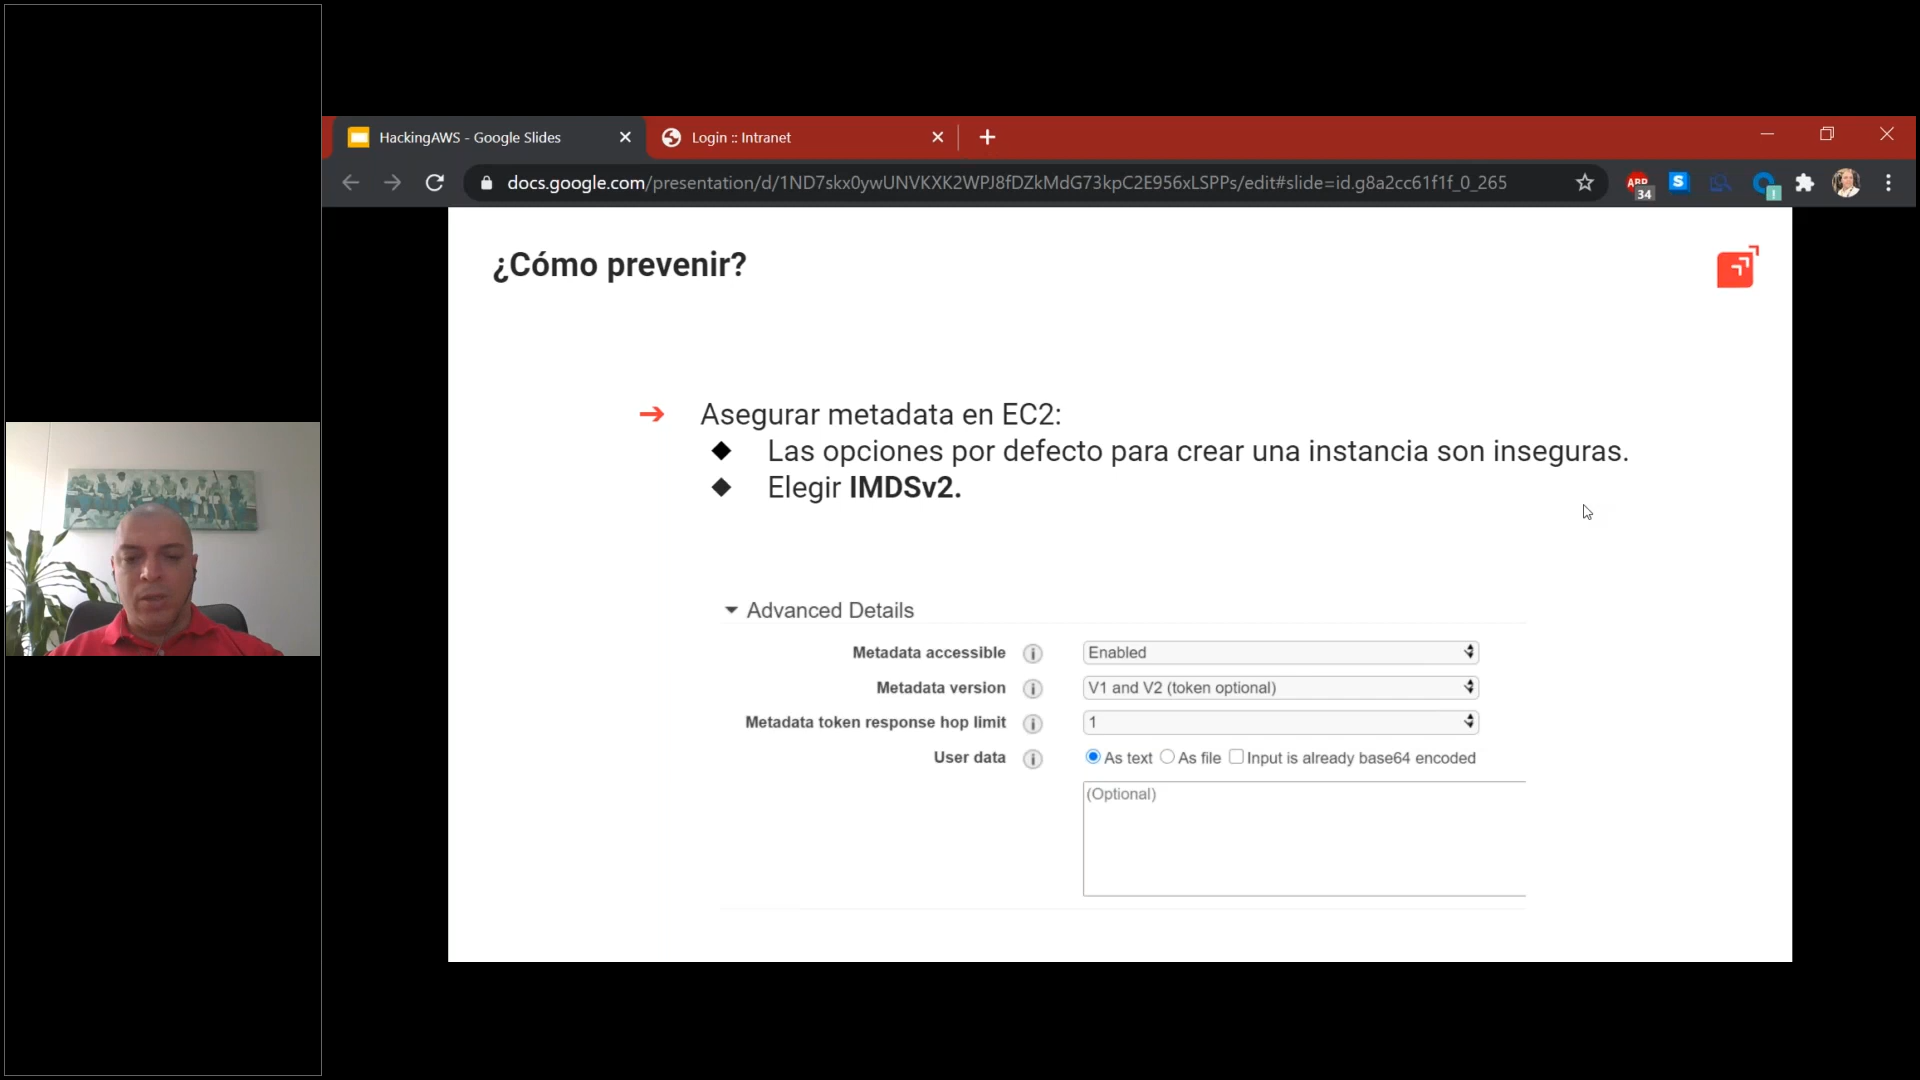 HackingAWS - Google Slides
Login :: Intranet
docs.google.com/presentation/d/1ND7skx0ywUNVKXK2WPJ8fDZkMdG73kpC2E956xLSPPs/edit#slide=id.g8a2cc61f1f_0_265
ABP
34
S
¿Cómo prevenir?
Asegurar metadata en EC2:
Las opciones por defecto para crear una instancia son inseguras.
Elegir IMDSv2.
Advanced Details
Metadata accessible
Enabled
Metadata version
V1 and V2 (token optional)
Metadata token response hop limit
1
User data
As text As file Input is already base64 encoded
(Optional)